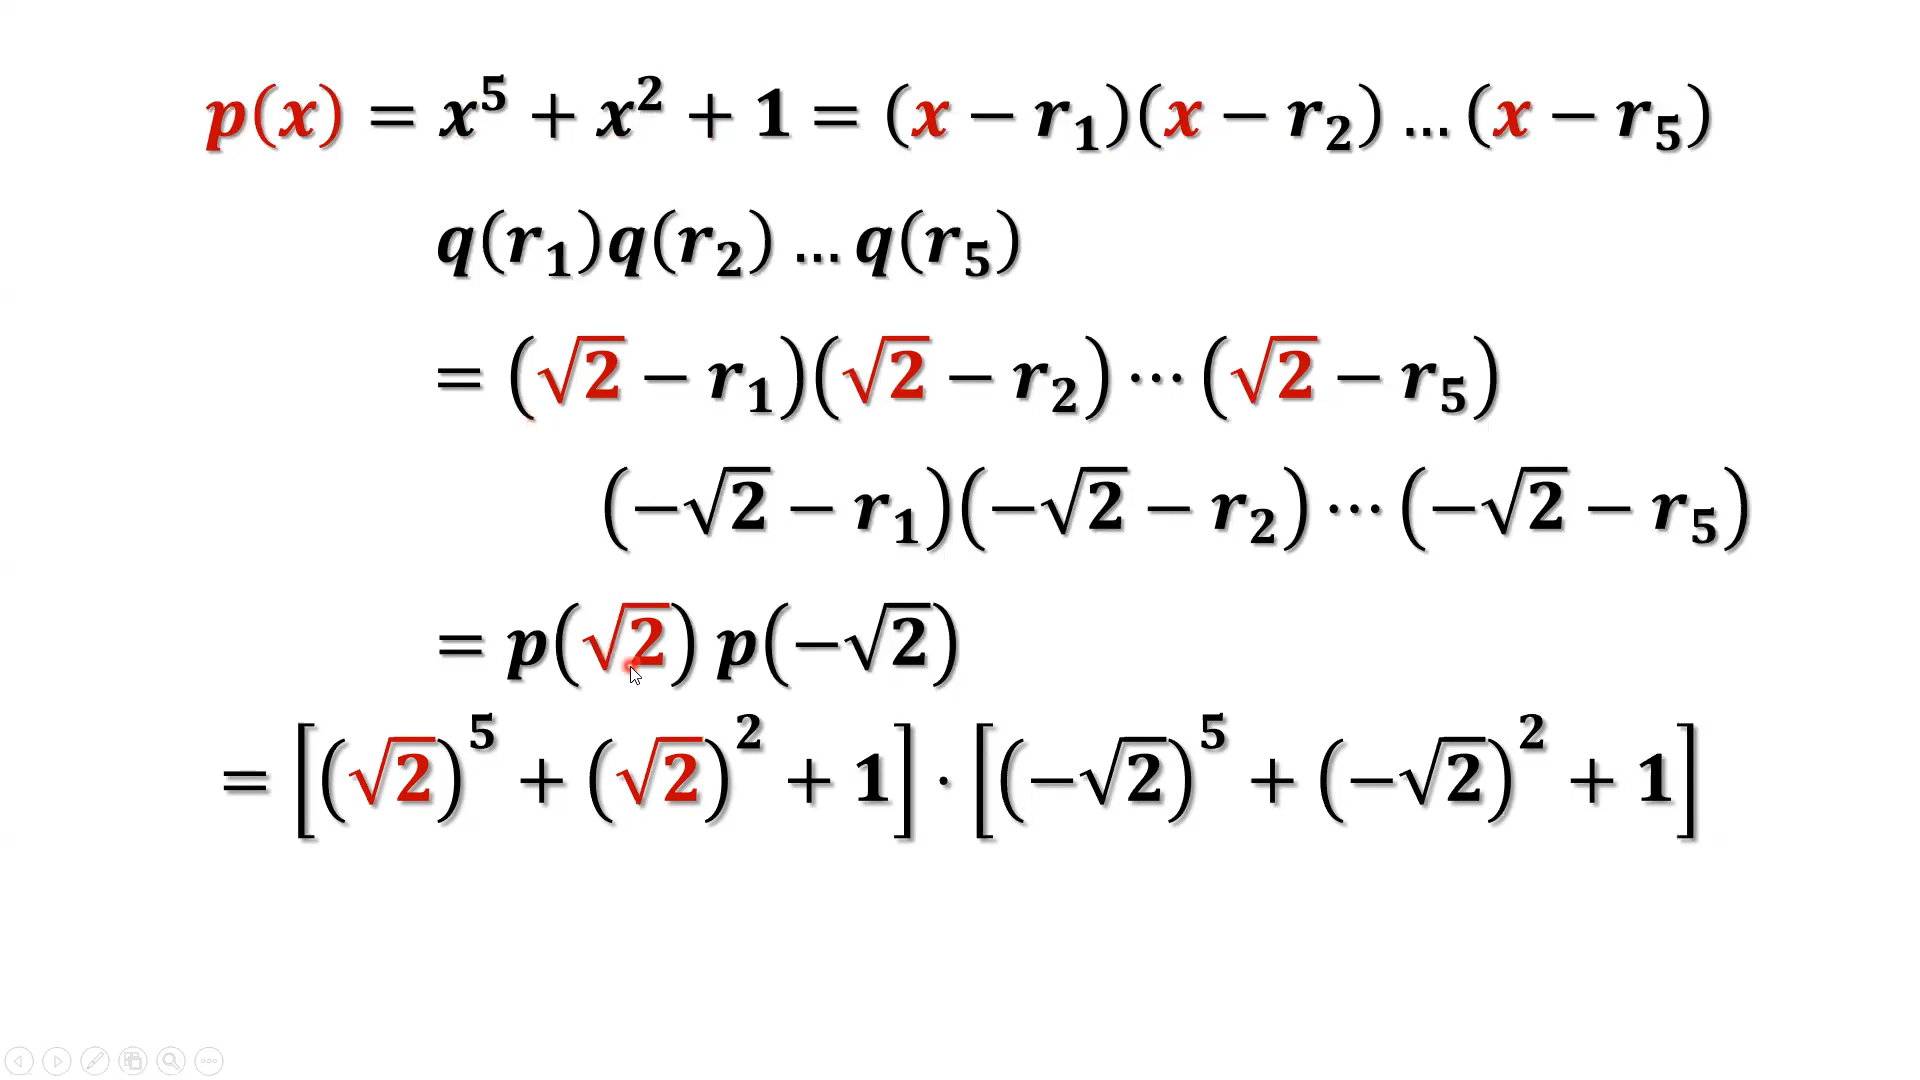 p(x) = x⁵ + x² + 1 = (x − r₁)(x − r₂) … (x − r₅)
q(r₁)q(r₂) … q(r₅)
= (√2 − r₁)(√2 − r₂) ⋯ (√2 − r₅)
(−√2 − r₁)(−√2 − r₂) ⋯ (−√2 − r₅)
= p(√2) p(−√2)
= [(√2)⁵ + (√2)² + 1] · [(−√2)⁵ + (−√2)² + 1]